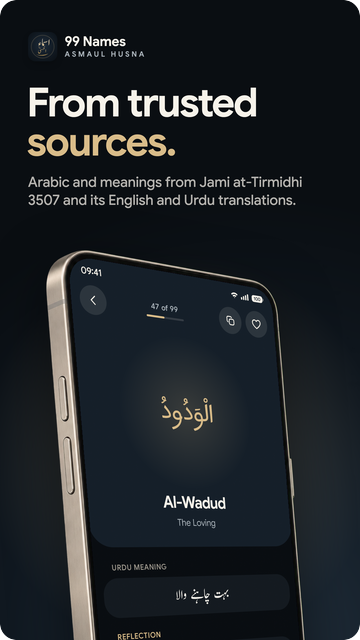 99 Names
ASMAUL HUSNA
From trusted
sources.
Arabic and meanings from Jami at-Tirmidhi
3507 and its English and Urdu translations.
09:41
100
47 of 99
الْوَدُودُ
Al-Wadud
The Loving
URDU MEANING
بہت چاہنے والا
REFLECTION